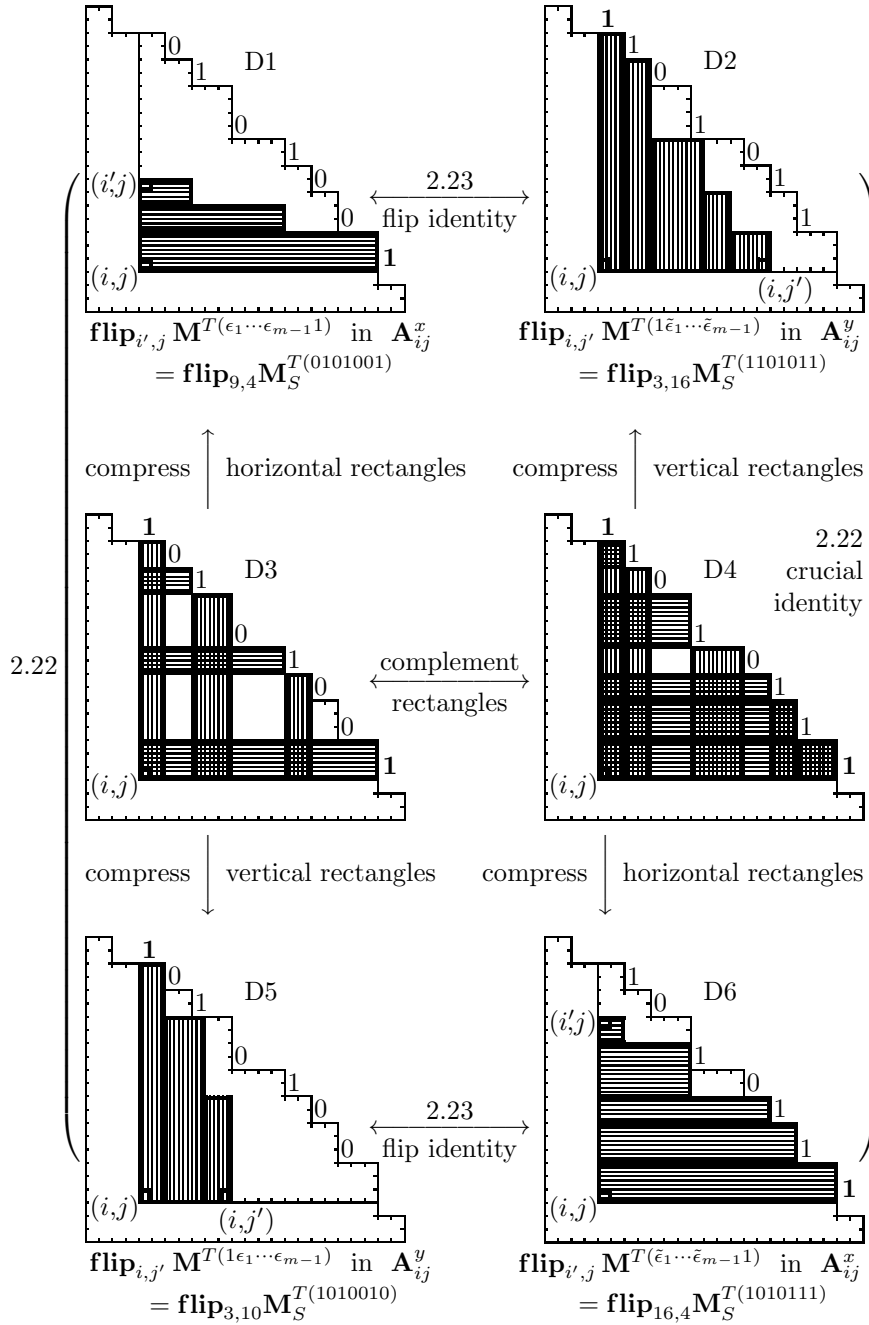 1
0 D1 1 D2
1 0
0 1
1 0
(i′,j) 0 2.23 1
0 flip identity 1
(i,j) 1 (i,j) (i,j′)
flip_{i′,j} M^{T(ϵ_1⋯ϵ_{m−1}1)} in A^x_{ij} flip_{i,j′} M^{T(1ϵ̃_1⋯ϵ̃_{m−1})} in A^y_{ij}
= flip_{9,4}M_S^{T(0101001)} = flip_{3,16}M_S^{T(1101011)}
compress horizontal rectangles compress vertical rectangles
1 1 2.22
0 D3 1 D4 crucial
1 0 identity
0 1
2.22 1 complement 0
0 rectangles 1
0 1
(i,j) 1 (i,j) 1
compress vertical rectangles compress horizontal rectangles
1
0 D5 1 D6
1 0
(i′,j)
0 1
1 0
0 2.23 1
0 flip identity 1
(i,j) (i,j′) (i,j) 1
flip_{i,j′} M^{T(1ϵ_1⋯ϵ_{m−1})} in A^y_{ij} flip_{i′,j} M^{T(ϵ̃_1⋯ϵ̃_{m−1}1)} in A^x_{ij}
= flip_{3,10}M_S^{T(1010010)} = flip_{16,4}M_S^{T(1010111)}